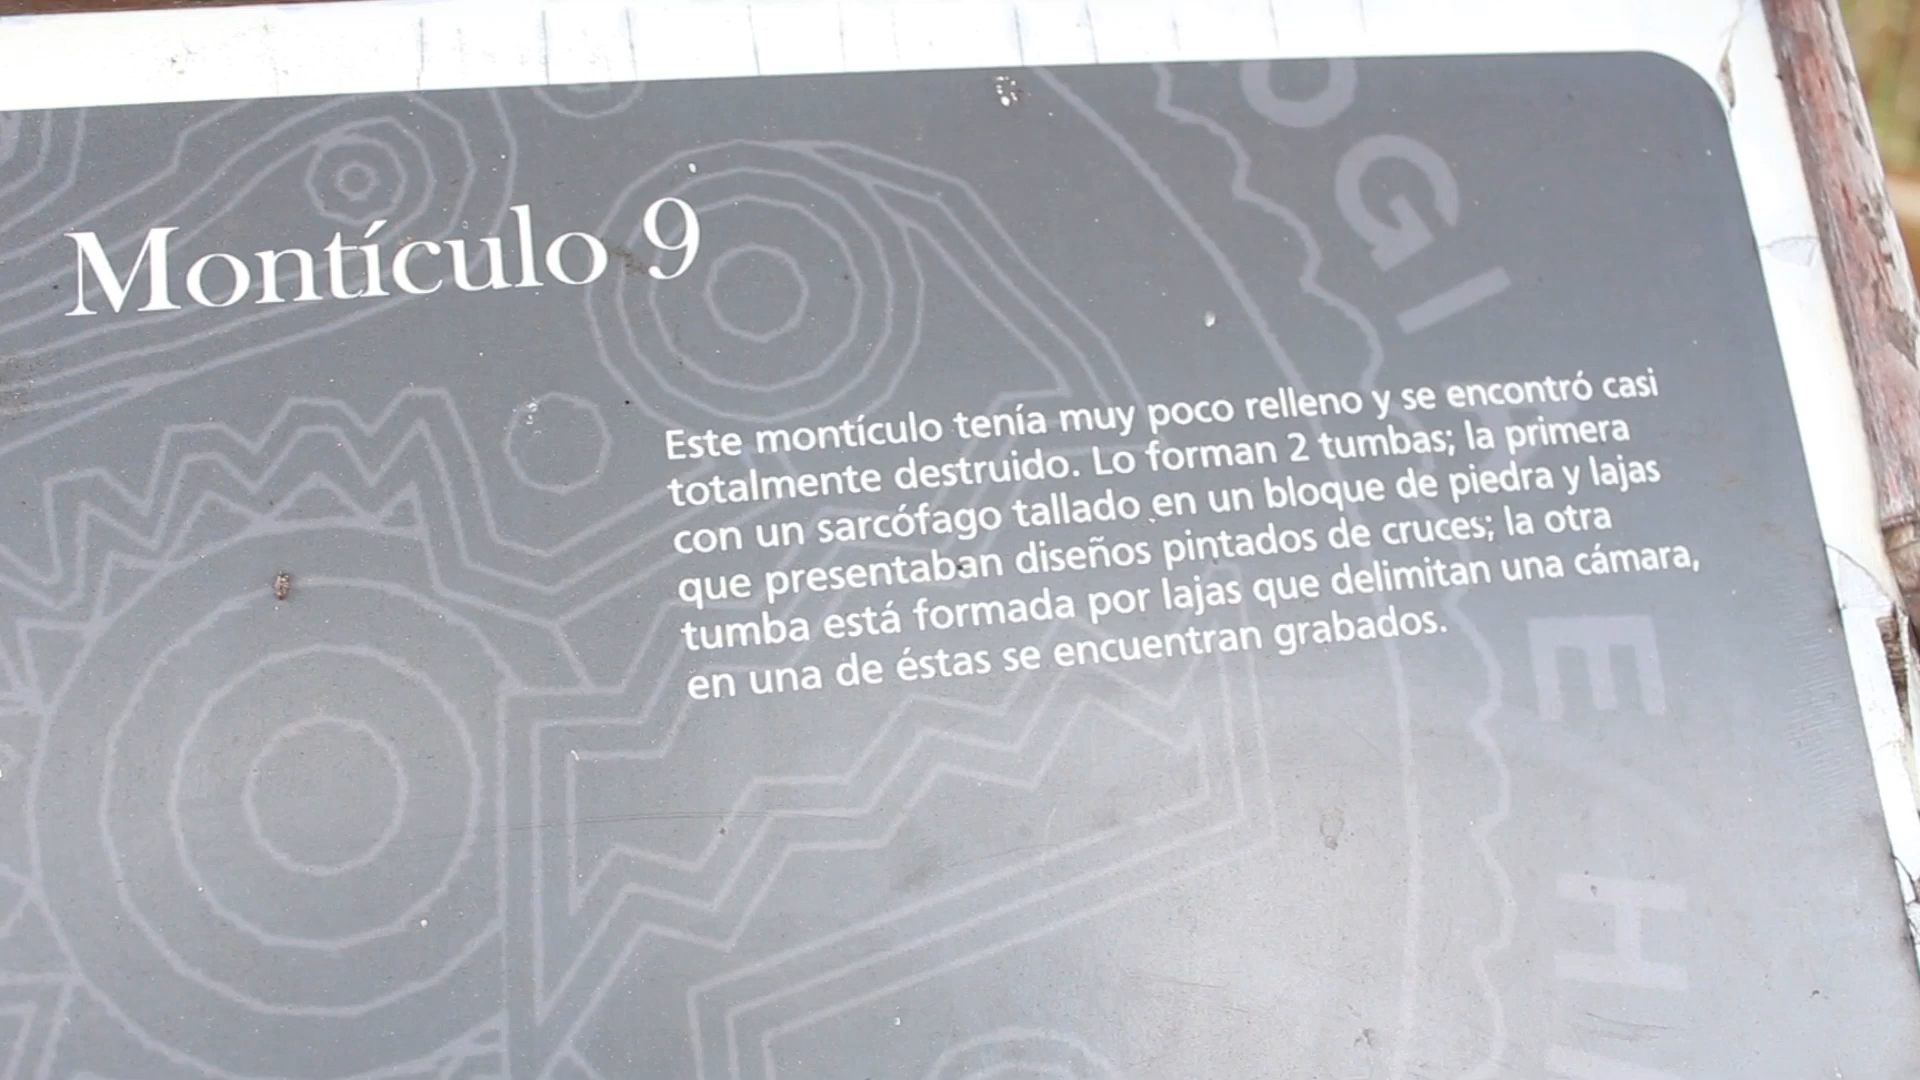 Montículo 9
Este montículo tenía muy poco relleno y se encontró casi
totalmente destruido. Lo forman 2 tumbas; la primera
con un sarcófago tallado en un bloque de piedra y lajas
que presentaban diseños pintados de cruces; la otra
tumba está formada por lajas que delimitan una cámara,
en una de éstas se encuentran grabados.
OGI
E/H